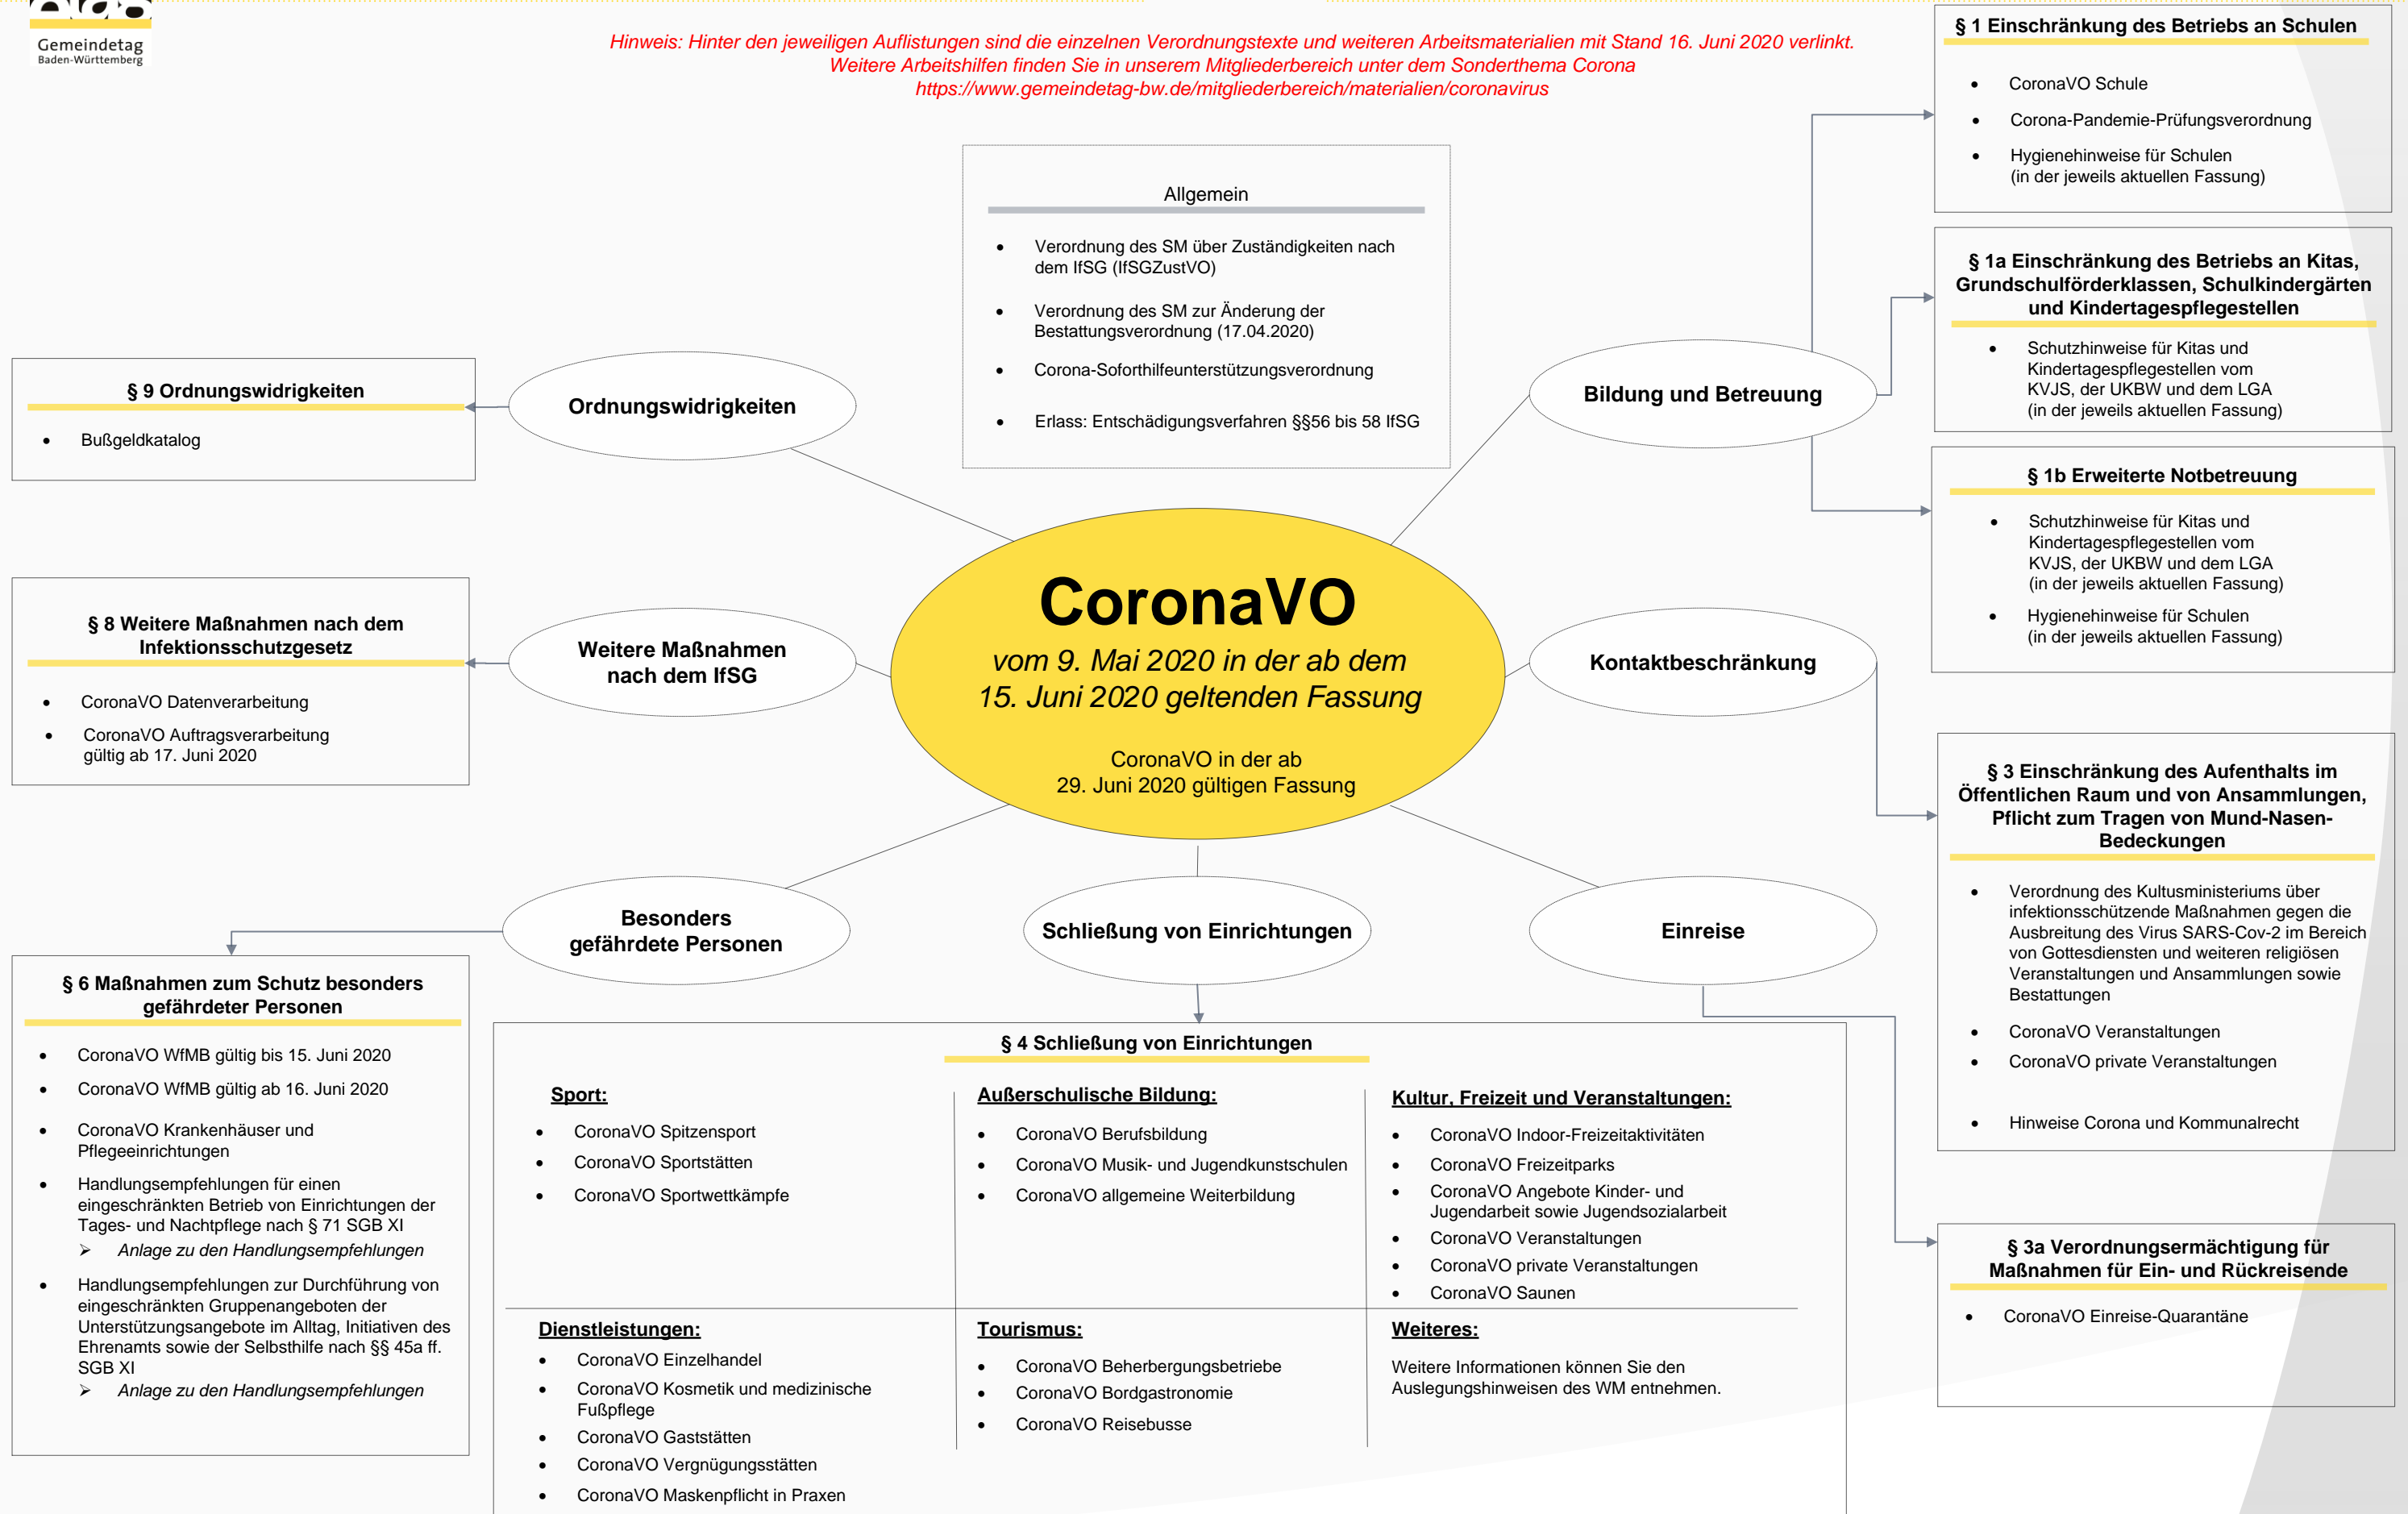 Gemeindetag
Baden-Württemberg
Hinweis: Hinter den jeweiligen Auflistungen sind die einzelnen Verordnungstexte und weiteren Arbeitsmaterialien mit Stand 16. Juni 2020 verlinkt.
Weitere Arbeitshilfen finden Sie in unserem Mitgliederbereich unter dem Sonderthema Corona
https://www.gemeindetag-bw.de/mitgliederbereich/materialien/coronavirus
Allgemein
• Verordnung des SM über Zuständigkeiten nach
dem IfSG (IfSGZustVO)
• Verordnung des SM zur Änderung der
Bestattungsverordnung (17.04.2020)
• Corona-Soforthilfeunterstützungsverordnung
• Erlass: Entschädigungsverfahren §§56 bis 58 IfSG
§ 1 Einschränkung des Betriebs an Schulen
• CoronaVO Schule
• Corona-Pandemie-Prüfungsverordnung
• Hygienehinweise für Schulen
(in der jeweils aktuellen Fassung)
§ 1a Einschränkung des Betriebs an Kitas,
Grundschulförderklassen, Schulkindergärten
und Kindertagespflegestellen
• Schutzhinweise für Kitas und
Kindertagespflegestellen vom
KVJS, der UKBW und dem LGA
(in der jeweils aktuellen Fassung)
§ 1b Erweiterte Notbetreuung
• Schutzhinweise für Kitas und
Kindertagespflegestellen vom
KVJS, der UKBW und dem LGA
(in der jeweils aktuellen Fassung)
• Hygienehinweise für Schulen
(in der jeweils aktuellen Fassung)
Bildung und Betreuung
Ordnungswidrigkeiten
§ 9 Ordnungswidrigkeiten
• Bußgeldkatalog
CoronaVO
vom 9. Mai 2020 in der ab dem
15. Juni 2020 geltenden Fassung
CoronaVO in der ab
29. Juni 2020 gültigen Fassung
Weitere Maßnahmen
nach dem IfSG
§ 8 Weitere Maßnahmen nach dem
Infektionsschutzgesetz
• CoronaVO Datenverarbeitung
• CoronaVO Auftragsverarbeitung
gültig ab 17. Juni 2020
Kontaktbeschränkung
§ 3 Einschränkung des Aufenthalts im
Öffentlichen Raum und von Ansammlungen,
Pflicht zum Tragen von Mund-Nasen-
Bedeckungen
• Verordnung des Kultusministeriums über
infektionsschützende Maßnahmen gegen die
Ausbreitung des Virus SARS-Cov-2 im Bereich
von Gottesdiensten und weiteren religiösen
Veranstaltungen und Ansammlungen sowie
Bestattungen
• CoronaVO Veranstaltungen
• CoronaVO private Veranstaltungen
• Hinweise Corona und Kommunalrecht
Besonders
gefährdete Personen
Schließung von Einrichtungen
Einreise
§ 6 Maßnahmen zum Schutz besonders
gefährdeter Personen
• CoronaVO WfMB gültig bis 15. Juni 2020
• CoronaVO WfMB gültig ab 16. Juni 2020
• CoronaVO Krankenhäuser und
Pflegeeinrichtungen
• Handlungsempfehlungen für einen
eingeschränkten Betrieb von Einrichtungen der
Tages- und Nachtpflege nach § 71 SGB XI
➢ Anlage zu den Handlungsempfehlungen
• Handlungsempfehlungen zur Durchführung von
eingeschränkten Gruppenangeboten der
Unterstützungsangebote im Alltag, Initiativen des
Ehrenamts sowie der Selbsthilfe nach §§ 45a ff.
SGB XI
➢ Anlage zu den Handlungsempfehlungen
§ 4 Schließung von Einrichtungen
Sport:
• CoronaVO Spitzensport
• CoronaVO Sportstätten
• CoronaVO Sportwettkämpfe
Außerschulische Bildung:
• CoronaVO Berufsbildung
• CoronaVO Musik- und Jugendkunstschulen
• CoronaVO allgemeine Weiterbildung
Kultur, Freizeit und Veranstaltungen:
• CoronaVO Indoor-Freizeitaktivitäten
• CoronaVO Freizeitparks
• CoronaVO Angebote Kinder- und
Jugendarbeit sowie Jugendsozialarbeit
• CoronaVO Veranstaltungen
• CoronaVO private Veranstaltungen
• CoronaVO Saunen
Dienstleistungen:
• CoronaVO Einzelhandel
• CoronaVO Kosmetik und medizinische
Fußpflege
• CoronaVO Gaststätten
• CoronaVO Vergnügungsstätten
• CoronaVO Maskenpflicht in Praxen
Tourismus:
• CoronaVO Beherbergungsbetriebe
• CoronaVO Bordgastronomie
• CoronaVO Reisebusse
Weiteres:
Weitere Informationen können Sie den
Auslegungshinweisen des WM entnehmen.
§ 3a Verordnungsermächtigung für
Maßnahmen für Ein- und Rückreisende
• CoronaVO Einreise-Quarantäne